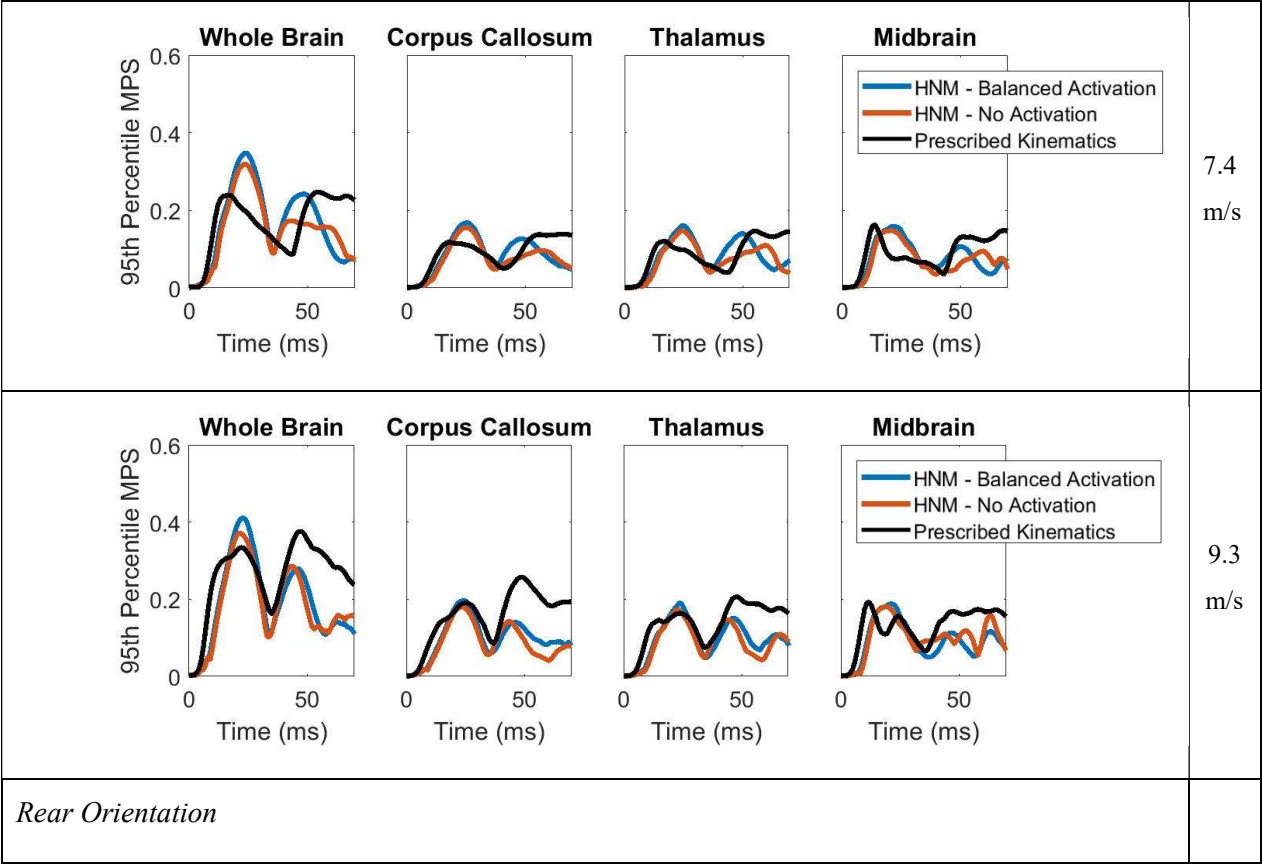 Whole Brain Corpus Callosum Thalamus Midbrain
0.6
0.4
0.2
0
95th Percentile MPS
HNM - Balanced Activation
HNM - No Activation
Prescribed Kinematics
0 50 0 50 0 50 0 50
Time (ms) Time (ms) Time (ms) Time (ms)
7.4
m/s
Whole Brain Corpus Callosum Thalamus Midbrain
0.6
0.4
0.2
0
95th Percentile MPS
HNM - Balanced Activation
HNM - No Activation
Prescribed Kinematics
0 50 0 50 0 50 0 50
Time (ms) Time (ms) Time (ms) Time (ms)
9.3
m/s
Rear Orientation